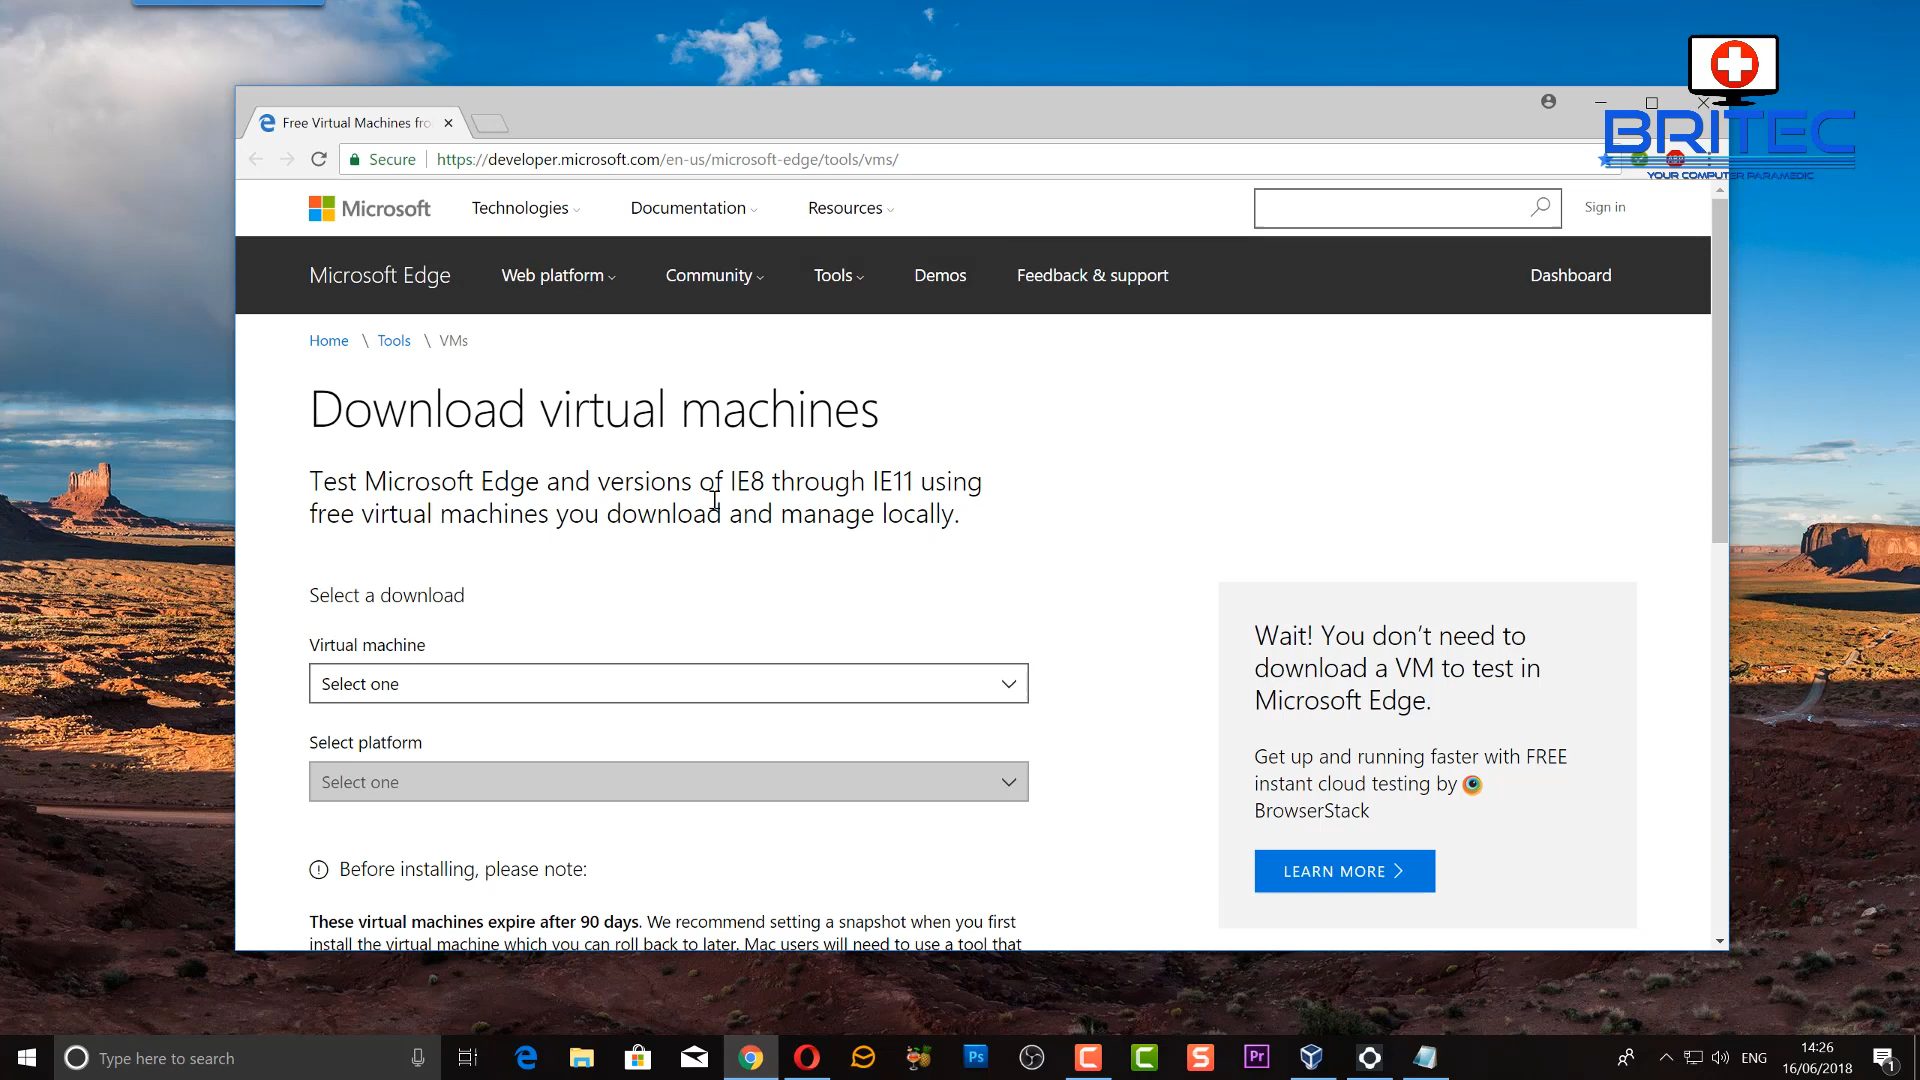 Free Virtual Machines fro
BRITEC
YOUR COMPUTER PARAMEDIC
Secure
https://developer.microsoft.com/en-us/microsoft-edge/tools/vms/
ABP
Microsoft
Technologies
Documentation
Resources
Sign in
Microsoft Edge
Web platform
Community
Tools
Demos
Feedback & support
Dashboard
Home \ Tools \ VMs
Download virtual machines
Test Microsoft Edge and versions of IE8 through IE11 using
free virtual machines you download and manage locally.
Select a download
Virtual machine
Select one
Select platform
Select one
Before installing, please note:
These virtual machines expire after 90 days. We recommend setting a snapshot when you first
install the virtual machine which you can roll back to later. Mac users will need to use a tool that
Wait! You don't need to
download a VM to test in
Microsoft Edge.
Get up and running faster with FREE
instant cloud testing by
BrowserStack
LEARN MORE
Type here to search
Ps
Pr
ENG
14:26
16/06/2018
1